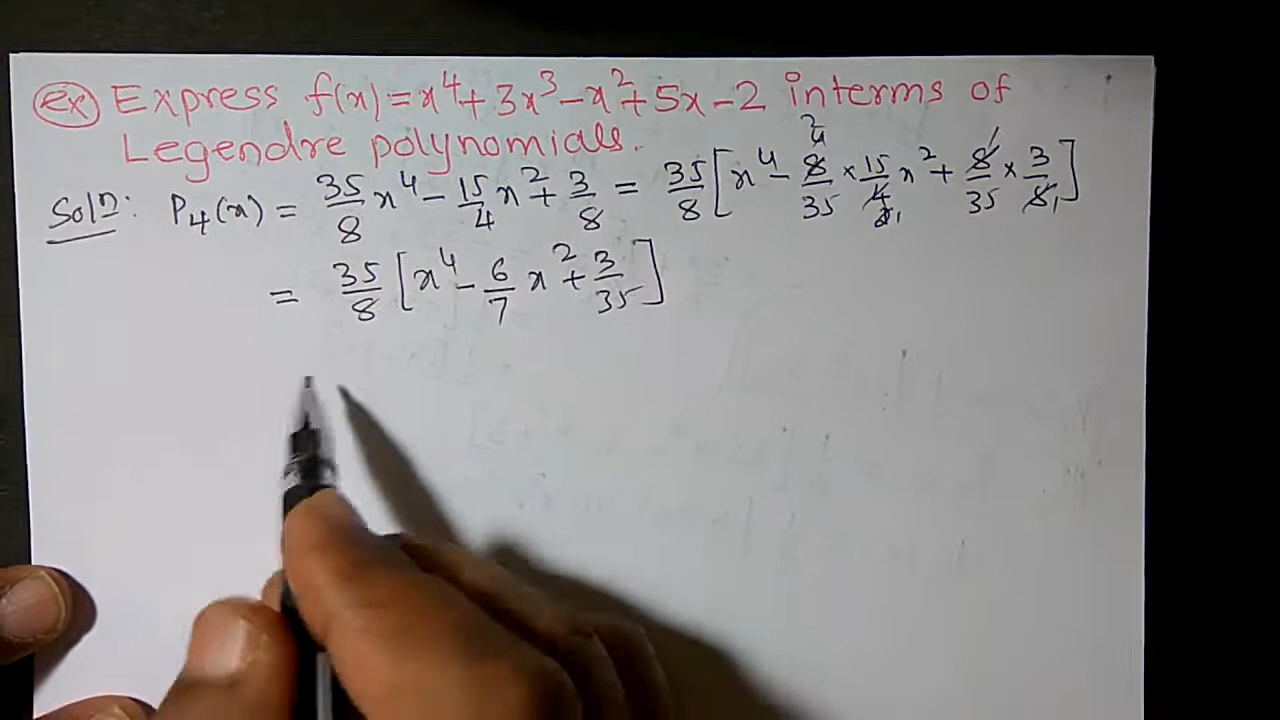 ex Express f(x) = x⁴ + 3x³ - x² + 5x - 2 interms of
Legendre polynomials.
Soln: P₄(x) = 35/8 x⁴ - 15/4 x² + 3/8 = 35/8 [x⁴ - 8/35 × 15/4 x² + 8/35 × 3/8]
= 35/8 [x⁴ - 6/7 x² + 3/35]